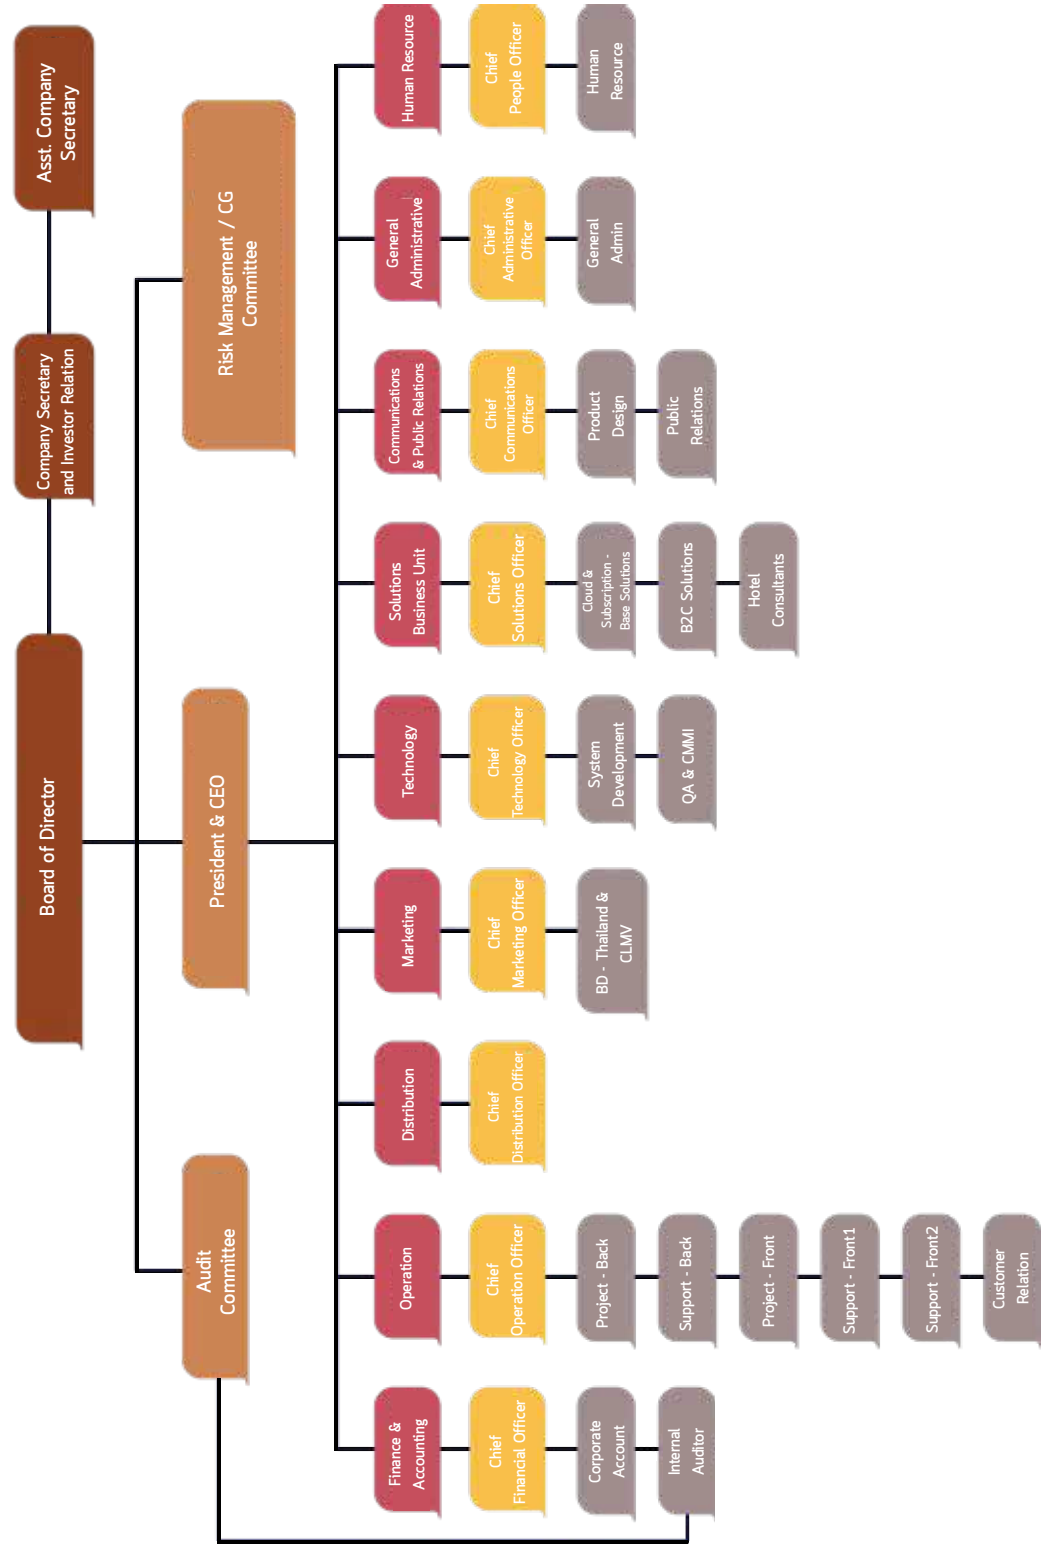 Board of Director
Company Secretary
and Investor Relation
Asst. Company
Secretary
Audit
Committee
President & CEO
Risk Management / CG
Committee
Finance &
Accounting
Operation
Distribution
Marketing
Technology
Solutions
Business Unit
Communications
& Public Relations
General
Administrative
Human Resource
Chief
Financial Officer
Chief
Operation Officer
Chief
Distribution Officer
Chief
Marketing Officer
Chief
Technology Officer
Chief
Solutions Officer
Chief
Communications
Officer
Chief
Administrative
Officer
Chief
People Officer
Corporate
Account
Project - Back
BD - Thailand &
CLMV
System
Development
Cloud &
Subscription -
Base Solutions
Product
Design
General
Admin
Human
Resource
Internal
Auditor
Support - Back
QA & CMMI
B2C Solutions
Public
Relations
Project - Front
Hotel
Consultants
Support - Front1
Support - Front2
Customer
Relation